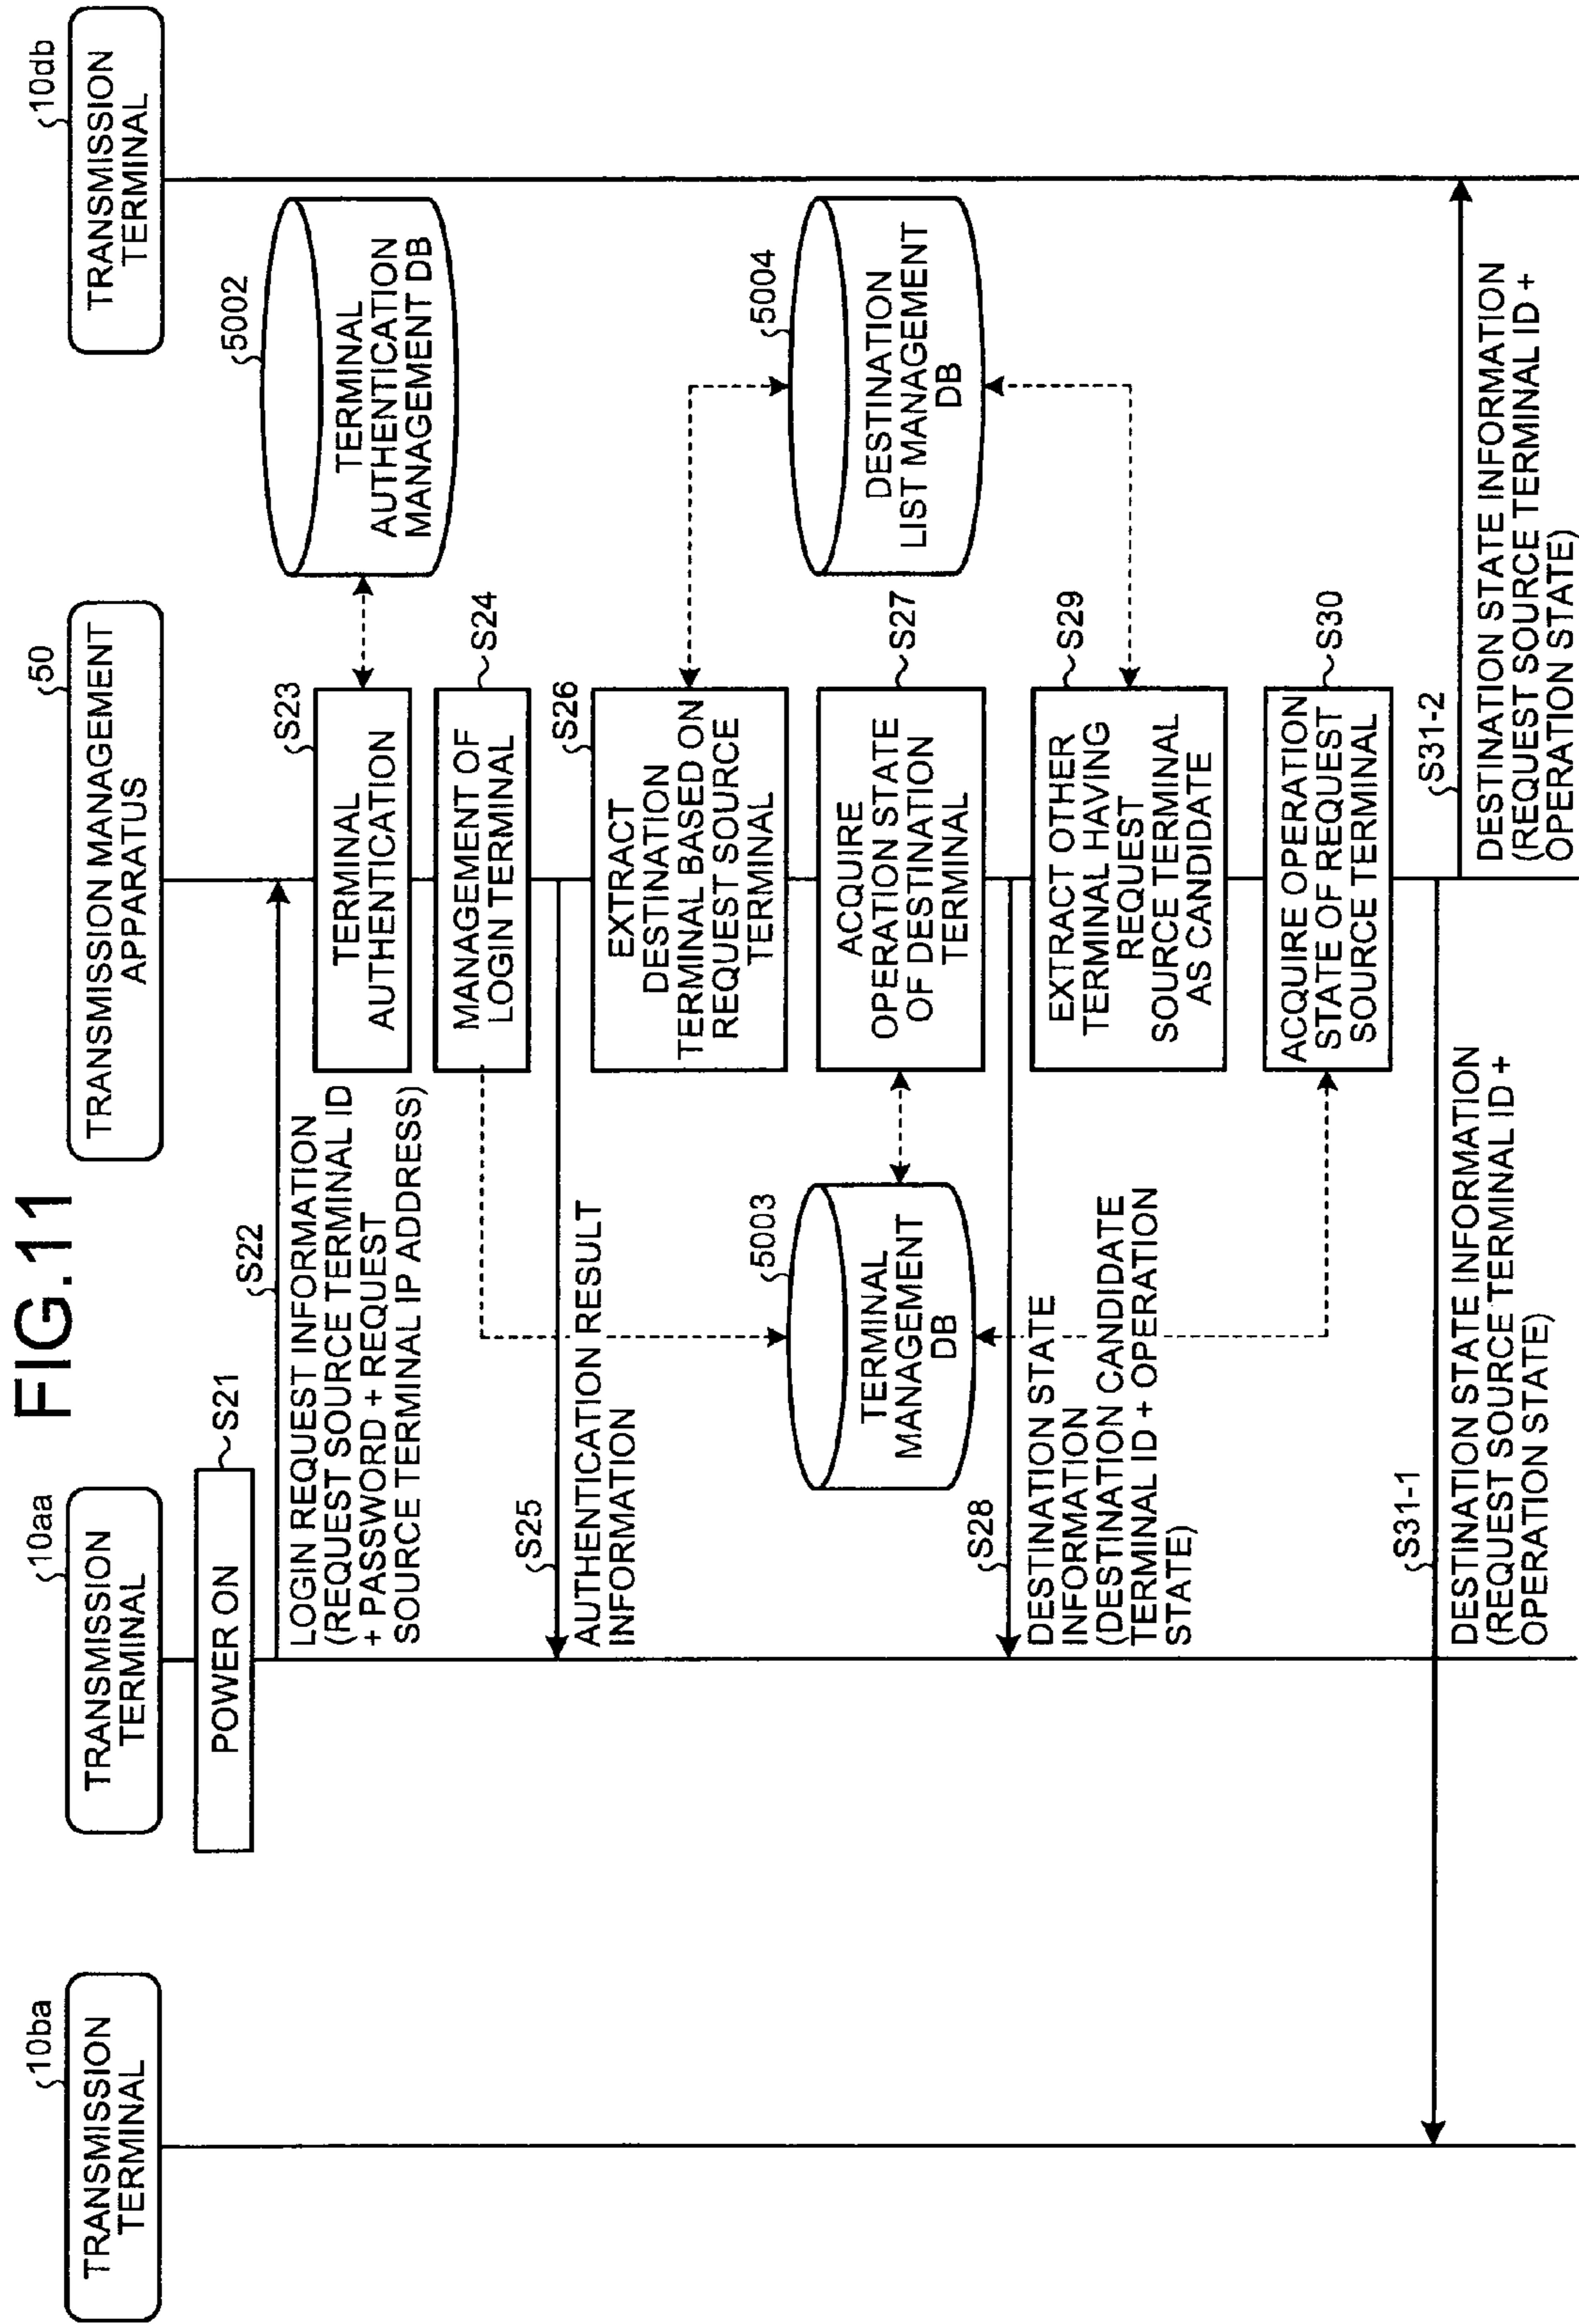 FIG.11
10ba
TRANSMISSION
TERMINAL
10aa
TRANSMISSION
TERMINAL
50
TRANSMISSION MANAGEMENT
APPARATUS
10db
TRANSMISSION
TERMINAL
POWER ON
S21
S22
LOGIN REQUEST INFORMATION
(REQUEST SOURCE TERMINAL ID
+ PASSWORD + REQUEST
SOURCE TERMINAL IP ADDRESS)
S23
TERMINAL
AUTHENTICATION
5002
TERMINAL
AUTHENTICATION
MANAGEMENT DB
MANAGEMENT OF
LOGIN TERMINAL
S24
S25
AUTHENTICATION RESULT
INFORMATION
S26
EXTRACT
DESTINATION
TERMINAL BASED ON
REQUEST SOURCE
TERMINAL
5003
TERMINAL
MANAGEMENT
DB
ACQUIRE
OPERATION STATE
OF DESTINATION
TERMINAL
S27
5004
DESTINATION
LIST MANAGEMENT
DB
S28
DESTINATION STATE
INFORMATION
(DESTINATION CANDIDATE
TERMINAL ID + OPERATION
STATE)
EXTRACT OTHER
TERMINAL HAVING
REQUEST
SOURCE TERMINAL
AS CANDIDATE
S29
ACQUIRE OPERATION
STATE OF REQUEST
SOURCE TERMINAL
S30
S31-1
DESTINATION STATE INFORMATION
(REQUEST SOURCE TERMINAL ID +
OPERATION STATE)
S31-2
DESTINATION STATE INFORMATION
(REQUEST SOURCE TERMINAL ID +
OPERATION STATE)